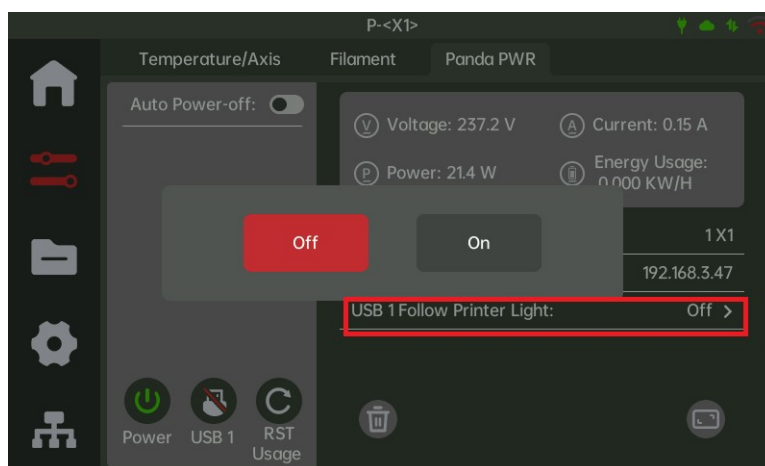 P-<X1>
Temperature/Axis Filament Panda PWR
Auto Power-off:
V Voltage: 237.2 V
A Current: 0.15 A
P Power: 21.4 W
Energy Usage:
0.000 KW/H
Off
On
1 X1
192.168.3.47
USB 1 Follow Printer Light: Off >
Power
USB 1
RST
Usage